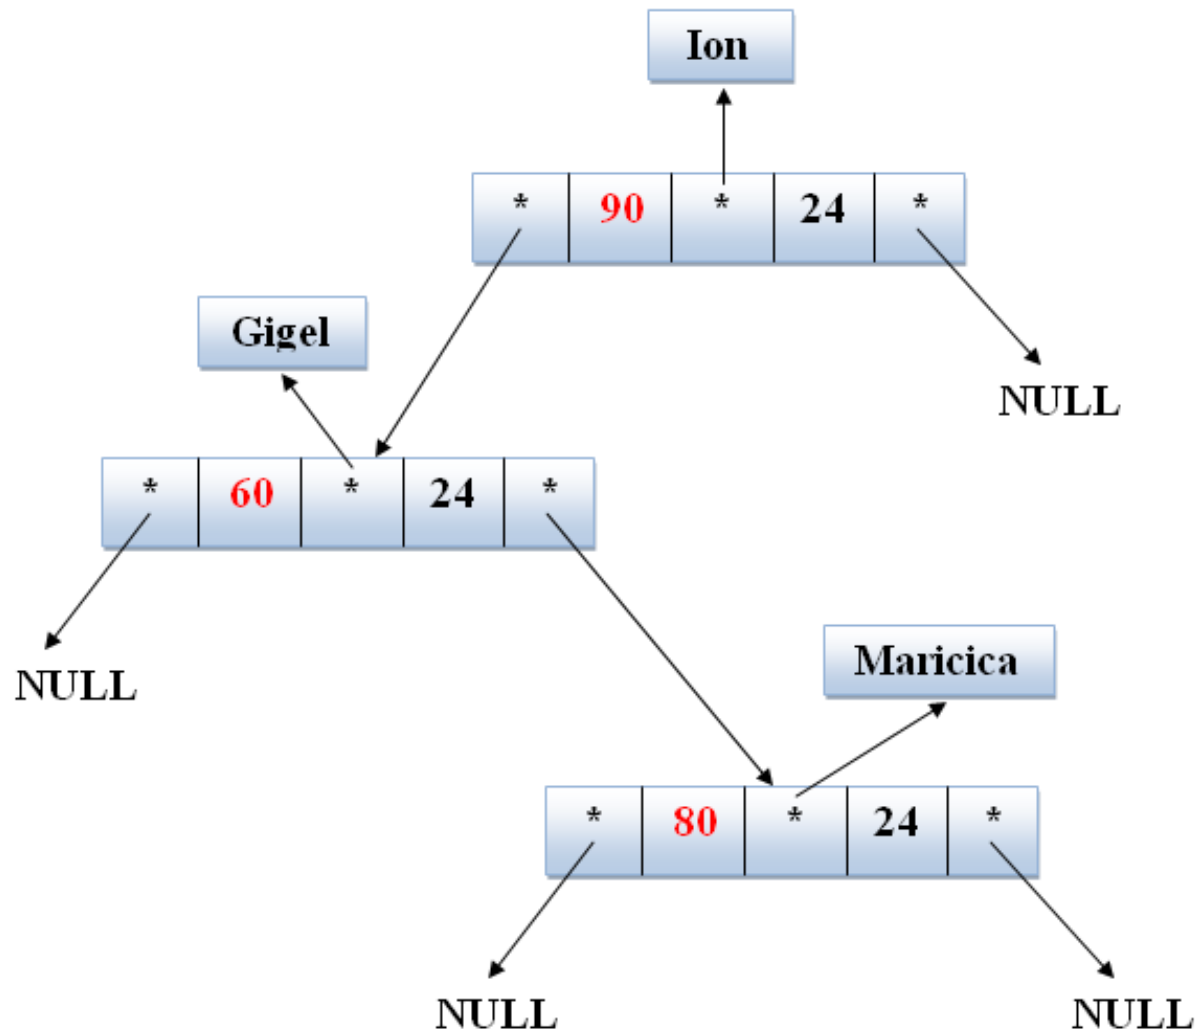 Ion
* 90 * 24 *
Gigel
NULL
* 60 * 24 *
Maricica
NULL
* 80 * 24 *
NULL NULL